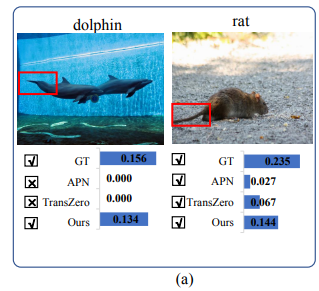 dolphin
rat
GT 0.156
APN 0.000
TransZero 0.000
Ours 0.134
GT 0.235
APN 0.027
TransZero 0.067
Ours 0.144
(a)